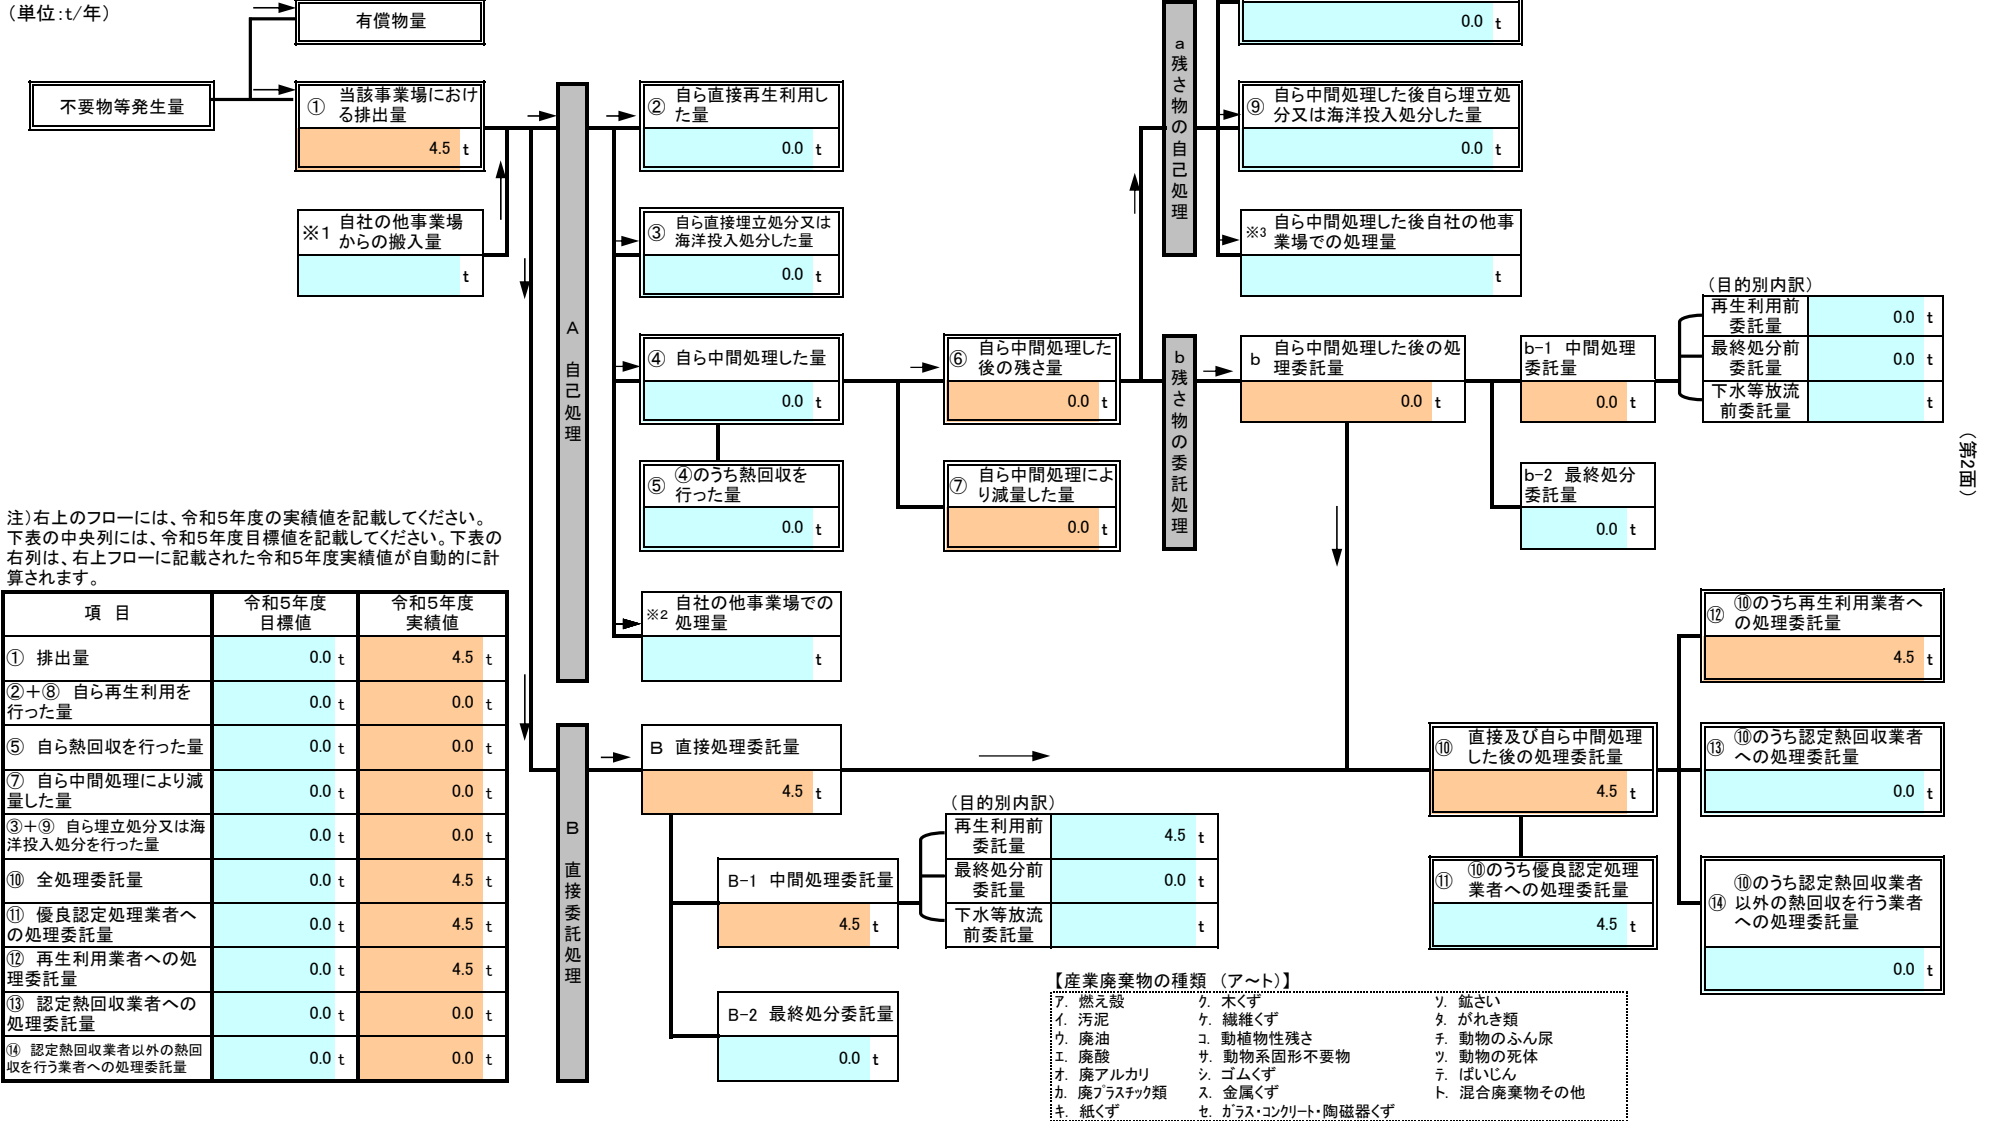 (単位:t/年)
有償物量
0.0 t
不要物等発生量
① 当該事業場におけ
る排出量
4.5 t
※1 自社の他事業場
からの搬入量
t
A 自己処理
② 自ら直接再生利用し
た量
0.0 t
③ 自ら直接埋立処分又は
海洋投入処分した量
0.0 t
④ 自ら中間処理した量
0.0 t
⑤ ④のうち熱回収を
行った量
0.0 t
※2 自社の他事業場での
処理量
t
⑥ 自ら中間処理した
後の残さ量
0.0 t
⑦ 自ら中間処理によ
り減量した量
0.0 t
a残さ物の自己処理
⑨ 自ら中間処理した後自ら埋立処
分又は海洋投入処分した量
0.0 t
※3 自ら中間処理した後自社の他事
業場での処理量
t
b残さ物の委託処理
b 自ら中間処理した後の処
理委託量
0.0 t
b-1 中間処理
委託量
0.0 t
b-2 最終処分
委託量
0.0 t
(目的別内訳)
再生利用前
委託量 0.0 t
最終処分前
委託量 0.0 t
下水等放流
前委託量 t
(第2面)
注)右上のフローには、令和5年度の実績値を記載してください。
下表の中央列には、令和5年度目標値を記載してください。下表の
右列は、右上フローに記載された令和5年度実績値が自動的に計
算されます。
項 目 令和5年度
目標値 令和5年度
実績値
① 排出量 0.0 t 4.5 t
②+⑧ 自ら再生利用を
行った量 0.0 t 0.0 t
⑤ 自ら熱回収を行った量 0.0 t 0.0 t
⑦ 自ら中間処理により減
量した量 0.0 t 0.0 t
③+⑨ 自ら埋立処分又は海
洋投入処分を行った量 0.0 t 0.0 t
⑩ 全処理委託量 0.0 t 4.5 t
⑪ 優良認定処理業者へ
の処理委託量 0.0 t 4.5 t
⑫ 再生利用業者への処
理委託量 0.0 t 4.5 t
⑬ 認定熱回収業者への
処理委託量 0.0 t 0.0 t
⑭ 認定熱回収業者以外の熱回
収を行う業者への処理委託量 0.0 t 0.0 t
B 直接委託処理
B 直接処理委託量
4.5 t
B-1 中間処理委託量
4.5 t
B-2 最終処分委託量
0.0 t
(目的別内訳)
再生利用前
委託量 4.5 t
最終処分前
委託量 0.0 t
下水等放流
前委託量 t
⑩ 直接及び自ら中間処理
した後の処理委託量
4.5 t
⑪ ⑩のうち優良認定処理
業者への処理委託量
4.5 t
⑫ ⑩のうち再生利用業者へ
の処理委託量
4.5 t
⑬ ⑩のうち認定熱回収業者
への処理委託量
0.0 t
⑭ ⑩のうち認定熱回収業者
以外の熱回収を行う業者
への処理委託量
0.0 t
【産業廃棄物の種類 (ア~ト)】
ア. 燃え殻 ク. 木くず ソ. 鉱さい
イ. 汚泥 ケ. 繊維くず タ. がれき類
ウ. 廃油 コ. 動植物性残さ チ. 動物のふん尿
エ. 廃酸 サ. 動物系固形不要物 ツ. 動物の死体
オ. 廃アルカリ シ. ゴムくず テ. ばいじん
カ. 廃プラスチック類 ス. 金属くず ト. 混合廃棄物その他
キ. 紙くず セ. ガラス・コンクリート・陶磁器くず